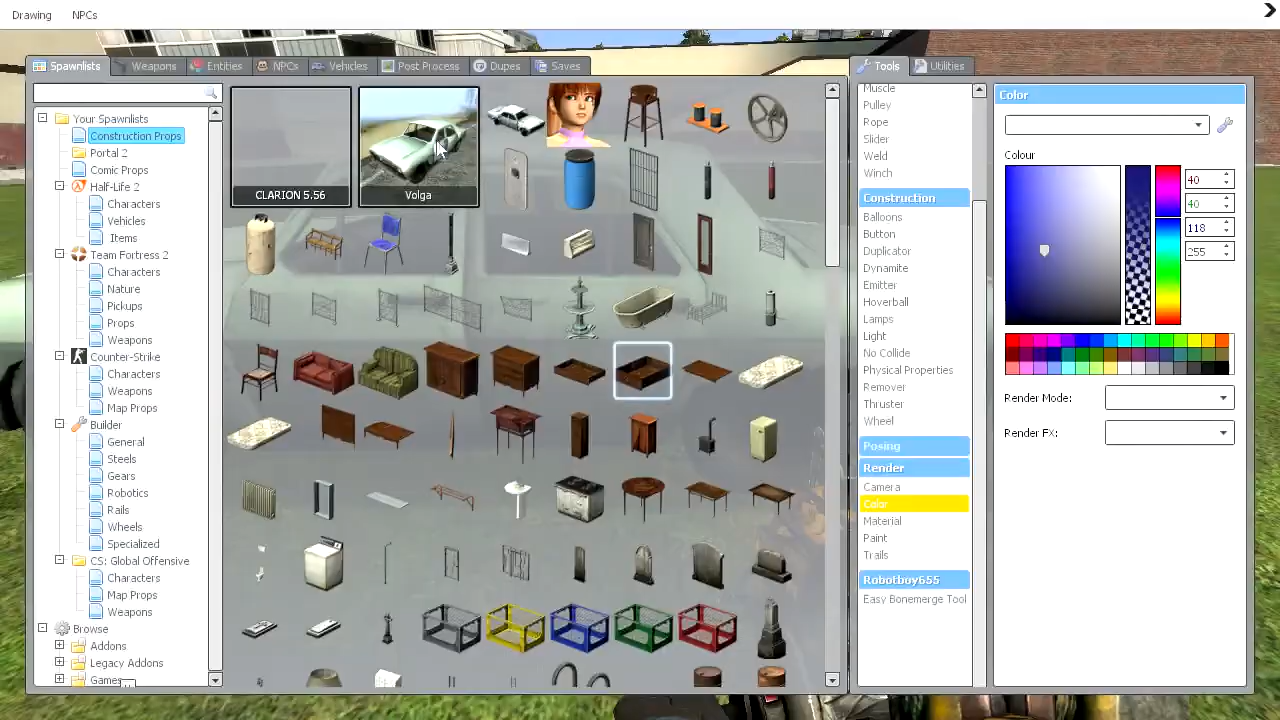 Drawing NPCs
Spawnlists Weapons Entities NPCs Vehicles Post Process Dupes Saves Tools Utilities
Your Spawnlists
Construction Props
Portal 2
Comic Props
Half-Life 2
Characters
Vehicles
Items
Team Fortress 2
Characters
Nature
Pickups
Props
Weapons
Counter-Strike
Characters
Weapons
Map Props
Builder
General
Steels
Gears
Robotics
Rails
Wheels
Specialized
CS: Global Offensive
Characters
Map Props
Weapons
Browse
Addons
Legacy Addons
Games
CLARION 5.56 Volga
Muscle
Pulley
Rope
Slider
Weld
Winch
Construction
Balloons
Button
Duplicator
Dynamite
Emitter
Hoverball
Lamps
Light
No Collide
Physical Properties
Remover
Thruster
Wheel
Posing
Render
Camera
Color
Material
Paint
Trails
Robotboy655
Easy Bonemerge Tool
Color
Colour
40
40
118
255
Render Mode:
Render FX: